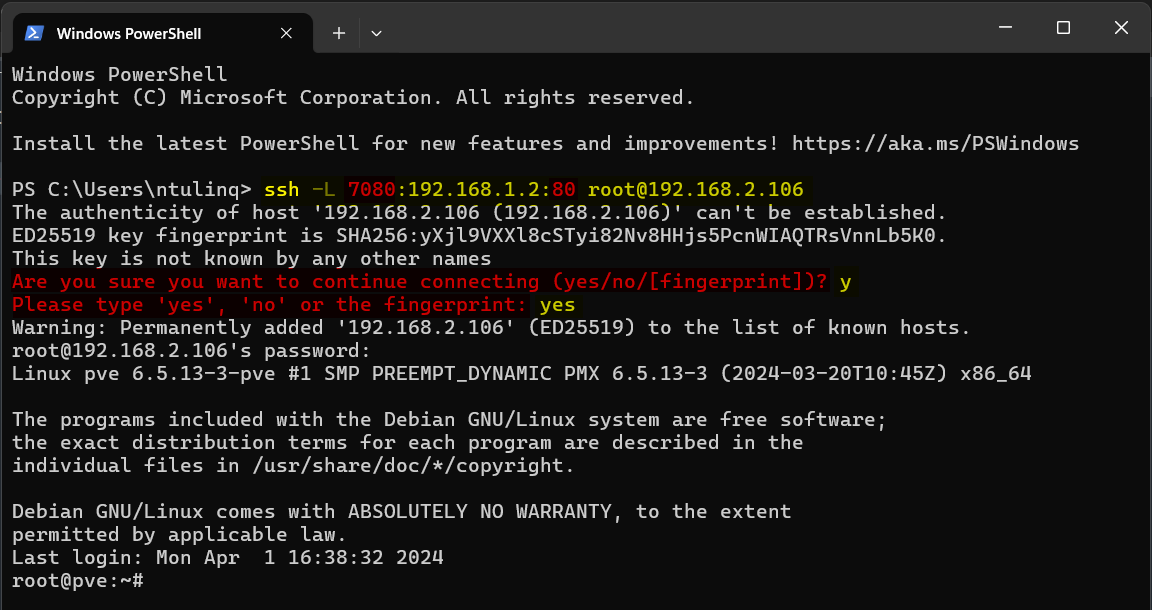 Windows PowerShell
Windows PowerShell
Copyright (C) Microsoft Corporation. All rights reserved.
Install the latest PowerShell for new features and improvements! https://aka.ms/PSWindows
PS C:\Users\ntulinq> ssh -L 7080:192.168.1.2:80 root@192.168.2.106
The authenticity of host '192.168.2.106 (192.168.2.106)' can't be established.
ED25519 key fingerprint is SHA256:yXjl9VXXl8cSTyi82Nv8HHjs5PcnWIAQTRsVnnLb5K0.
This key is not known by any other names
Are you sure you want to continue connecting (yes/no/[fingerprint])? y
Please type 'yes', 'no' or the fingerprint: yes
Warning: Permanently added '192.168.2.106' (ED25519) to the list of known hosts.
root@192.168.2.106's password:
Linux pve 6.5.13-3-pve #1 SMP PREEMPT_DYNAMIC PMX 6.5.13-3 (2024-03-20T10:45Z) x86_64
The programs included with the Debian GNU/Linux system are free software;
the exact distribution terms for each program are described in the
individual files in /usr/share/doc/*/copyright.
Debian GNU/Linux comes with ABSOLUTELY NO WARRANTY, to the extent
permitted by applicable law.
Last login: Mon Apr  1 16:38:32 2024
root@pve:~#